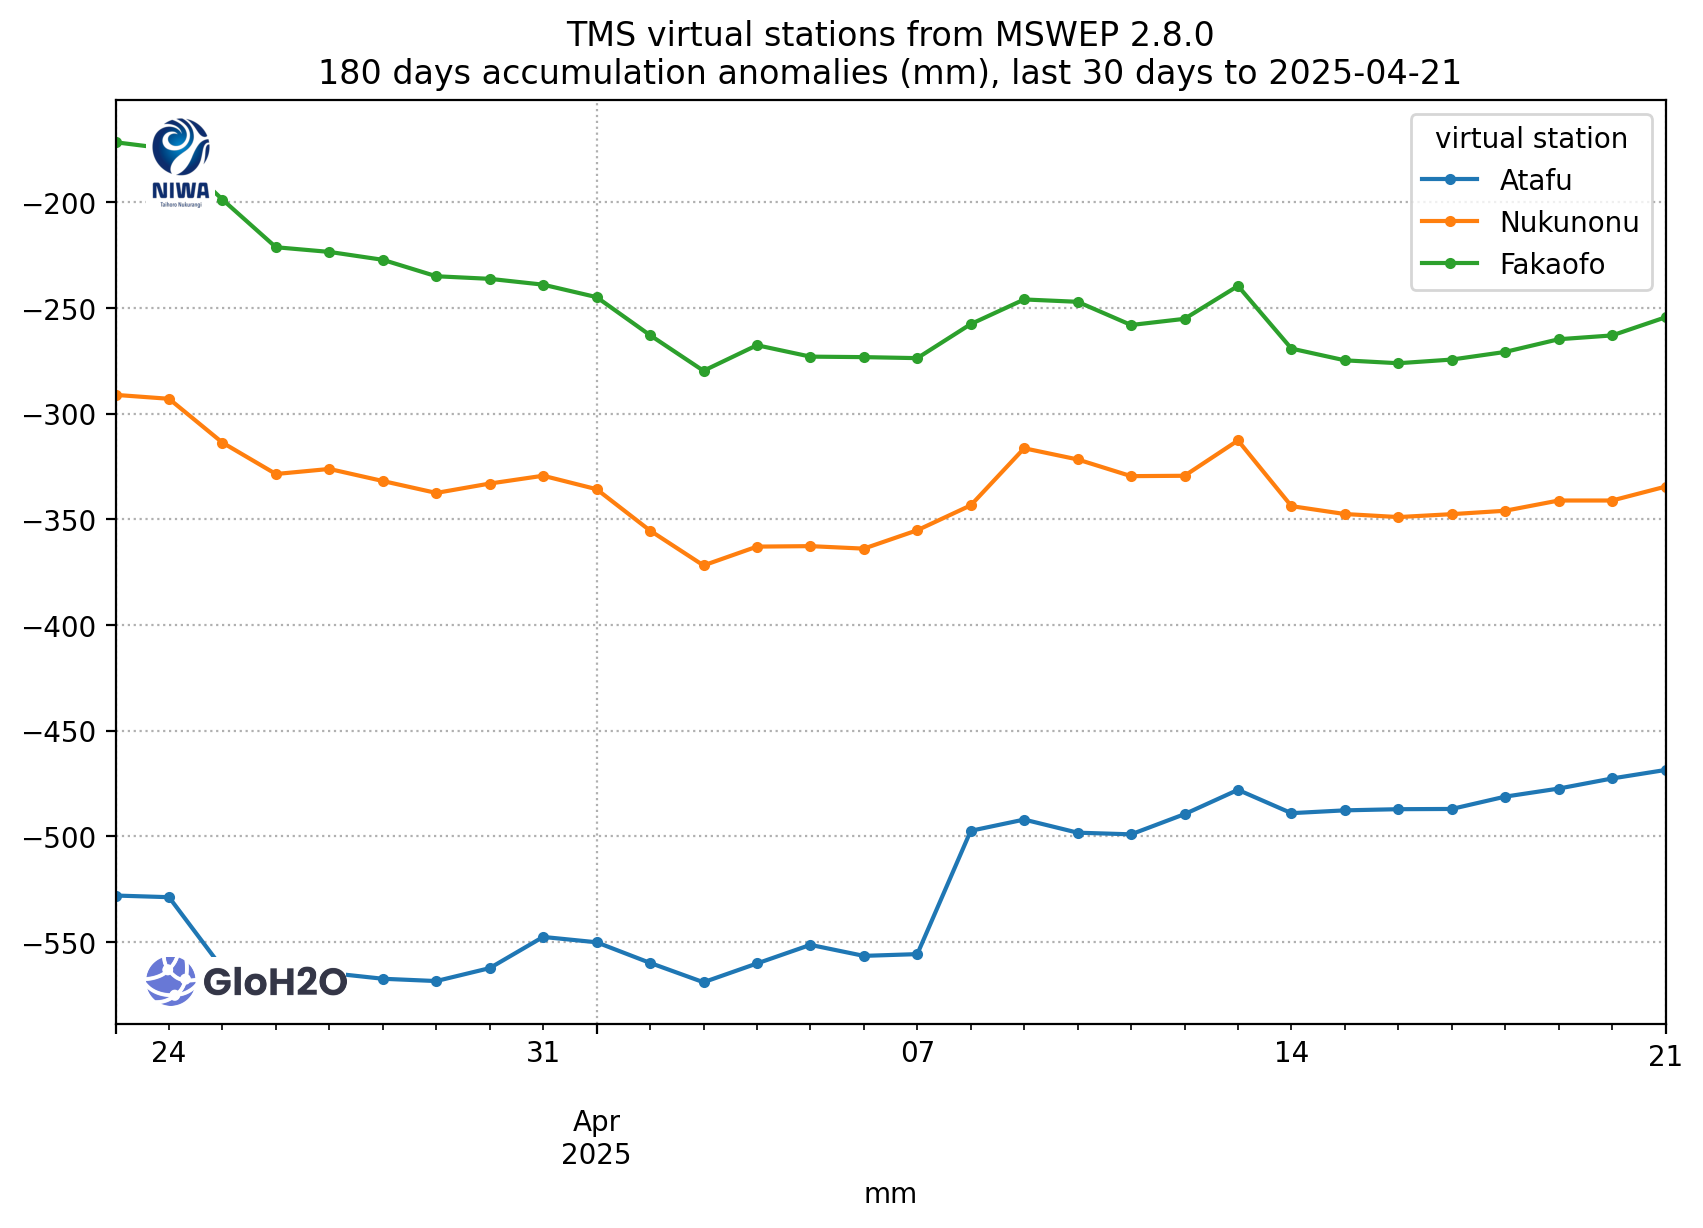 TMS virtual stations from MSWEP 2.8.0
180 days accumulation anomalies (mm), last 30 days to 2025-04-21
NIWA
Taihoro Nukurangi
virtual station
Atafu
Nukunonu
Fakaofo
−200
−250
−300
−350
−400
−450
−500
−550
GloH2O
24
31
07
14
21
Apr
2025
mm